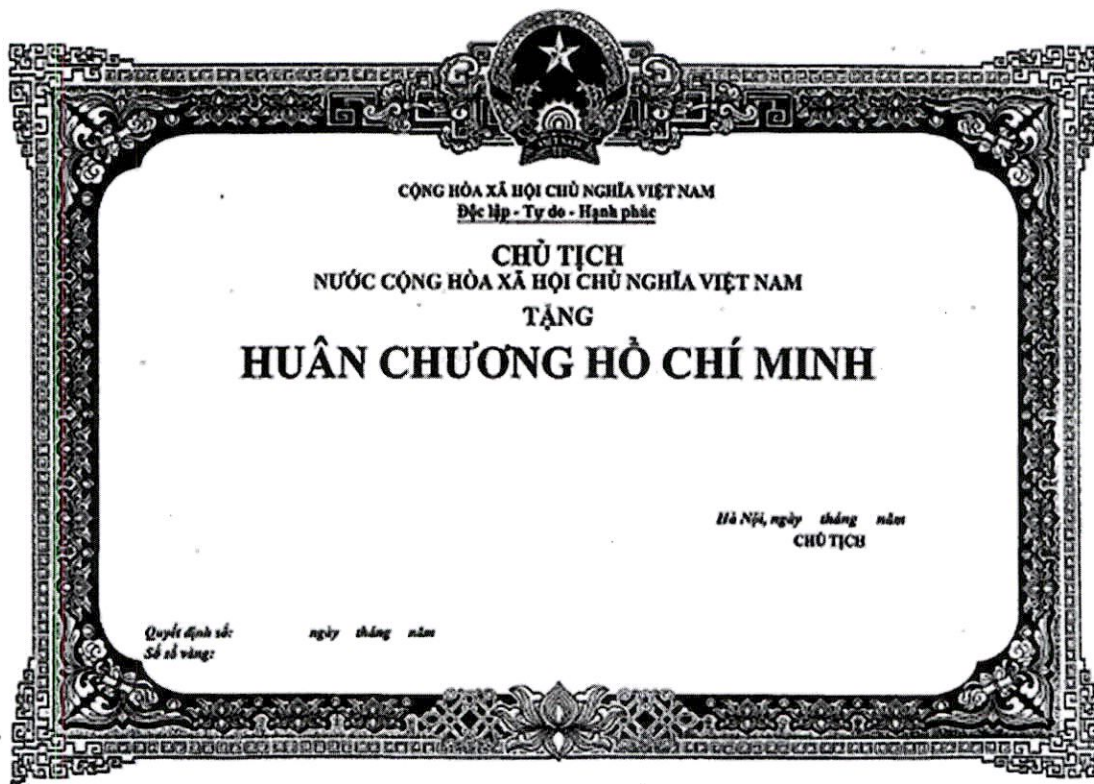 CỘNG HÒA XÃ HỘI CHỦ NGHĨA VIỆT NAM
Độc lập - Tự do - Hạnh phúc
CHỦ TỊCH
NƯỚC CỘNG HÒA XÃ HỘI CHỦ NGHĨA VIỆT NAM
TẶNG
HUÂN CHƯƠNG HỒ CHÍ MINH
Hà Nội, ngày tháng năm
CHỦ TỊCH
Quyết định số: ngày tháng năm
Số sổ vàng: